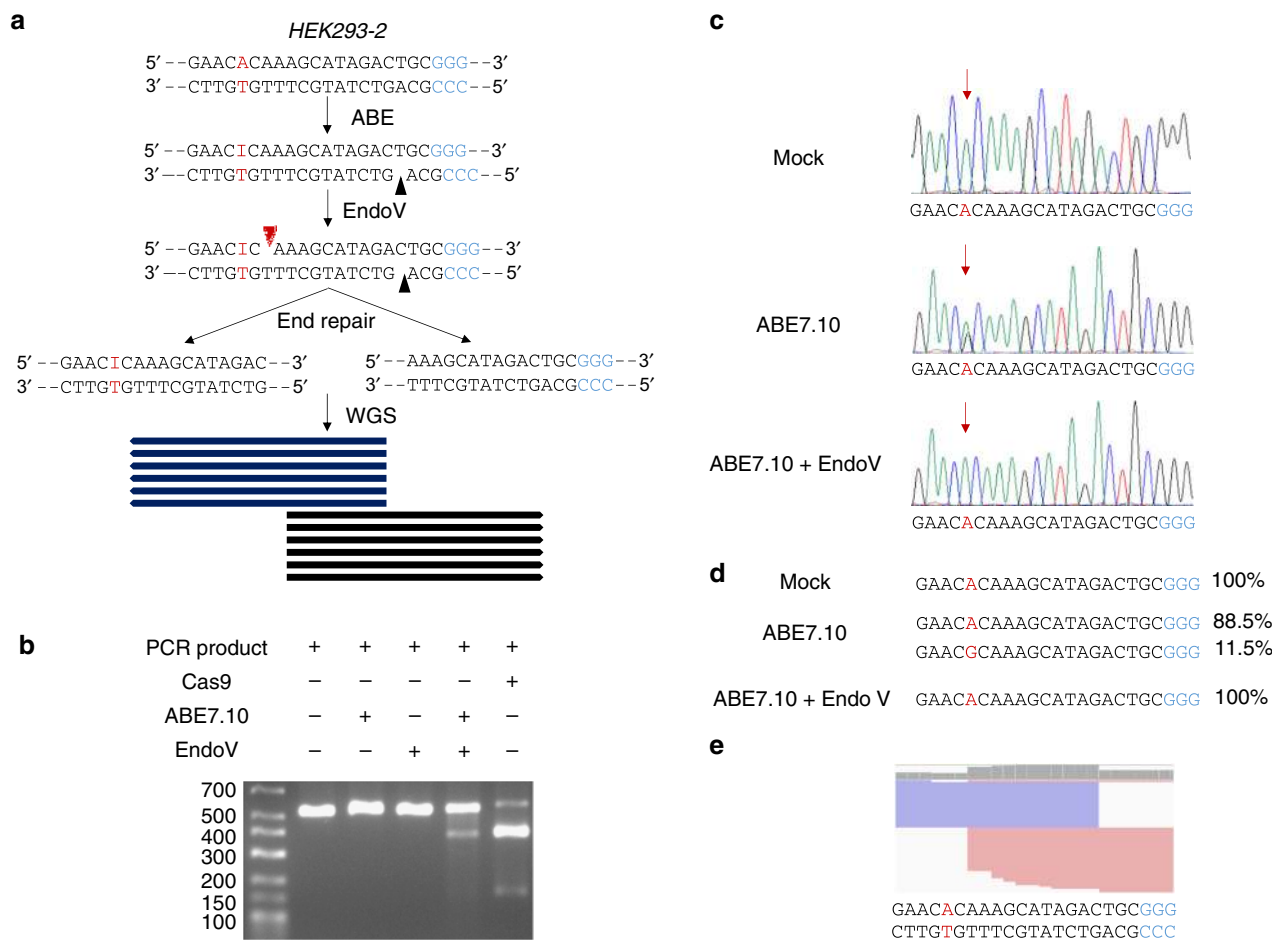 a
HEK293-2
5′ --GAACACAAAGCATAGACTGCGGG--3′
3′ --CTTGTGTTTCGTATCTGACGCCC--5′
ABE
5′ --GAACICAAAGCATAGACTGCGGG--3′
3′ --CTTGTGTTTCGTATCTG ACGCCC--5′
EndoV
5′ --GAACIC AAAGCATAGACTGCGGG--3′
3′ --CTTGTGTTTCGTATCTG ACGCCC--5′
End repair
5′ --GAACICAAAGCATAGAC--3′
3′ --CTTGTGTTTCGTATCTG--5′
5′ --AAAGCATAGACTGCGGG--3′
3′ --TTTCGTATCTGACGCCC--5′
WGS
b
PCR product + + + + +
Cas9 − − − − +
ABE7.10 − + − + −
EndoV − − + + −
700
500
400
300
200
150
100
c
Mock
GAACACAAAGCATAGACTGCGGG
ABE7.10
GAACACAAAGCATAGACTGCGGG
ABE7.10 + EndoV
GAACACAAAGCATAGACTGCGGG
d
Mock GAACACAAAGCATAGACTGCGGG 100%
ABE7.10
GAACACAAAGCATAGACTGCGGG 88.5%
GAACGCAAAGCATAGACTGCGGG 11.5%
ABE7.10 + Endo V GAACACAAAGCATAGACTGCGGG 100%
e
GAACACAAAGCATAGACTGCGGG
CTTGTGTTTCGTATCTGACGCCC